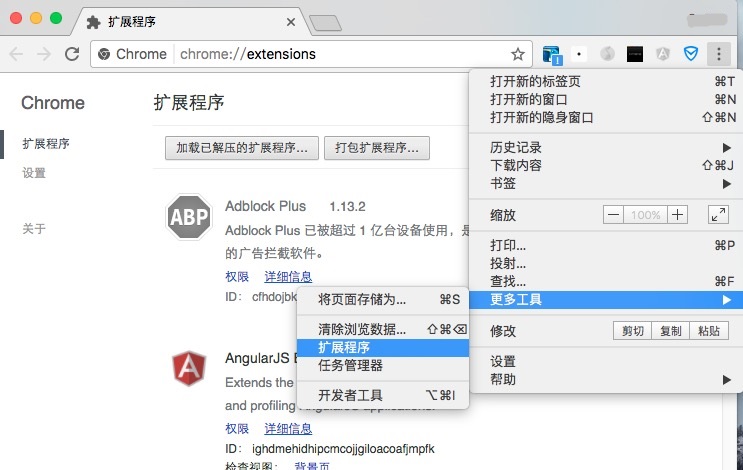 扩展程序
Chrome
chrome://extensions
Chrome
扩展程序
设置
关于
扩展程序
加载已解压的扩展程序...
打包扩展程序...
ABP
Adblock Plus 1.13.2
Adblock Plus 已被超过 1 亿台设备使用，是
的广告拦截软件。
权限 详细信息
ID： cfhdojbk
AngularJS
Extends the
and profiling AngularJS applications.
权限 详细信息
ID： ighdmehidhipcmcojjgiloacoafjmpfk
检查视图： 背景页
打开新的标签页 ⌘T
打开新的窗口 ⌘N
打开新的隐身窗口 ⇧⌘N
历史记录 ▶
下载内容 ⇧⌘J
书签 ▶
缩放 — 100% +
打印... ⌘P
投射...
查找... ⌘F
更多工具 ▶
修改 剪切 复制 粘贴
设置
帮助 ▶
将页面存储为... ⌘S
清除浏览数据... ⇧⌘⌫
扩展程序
任务管理器
开发者工具 ⌥⌘I